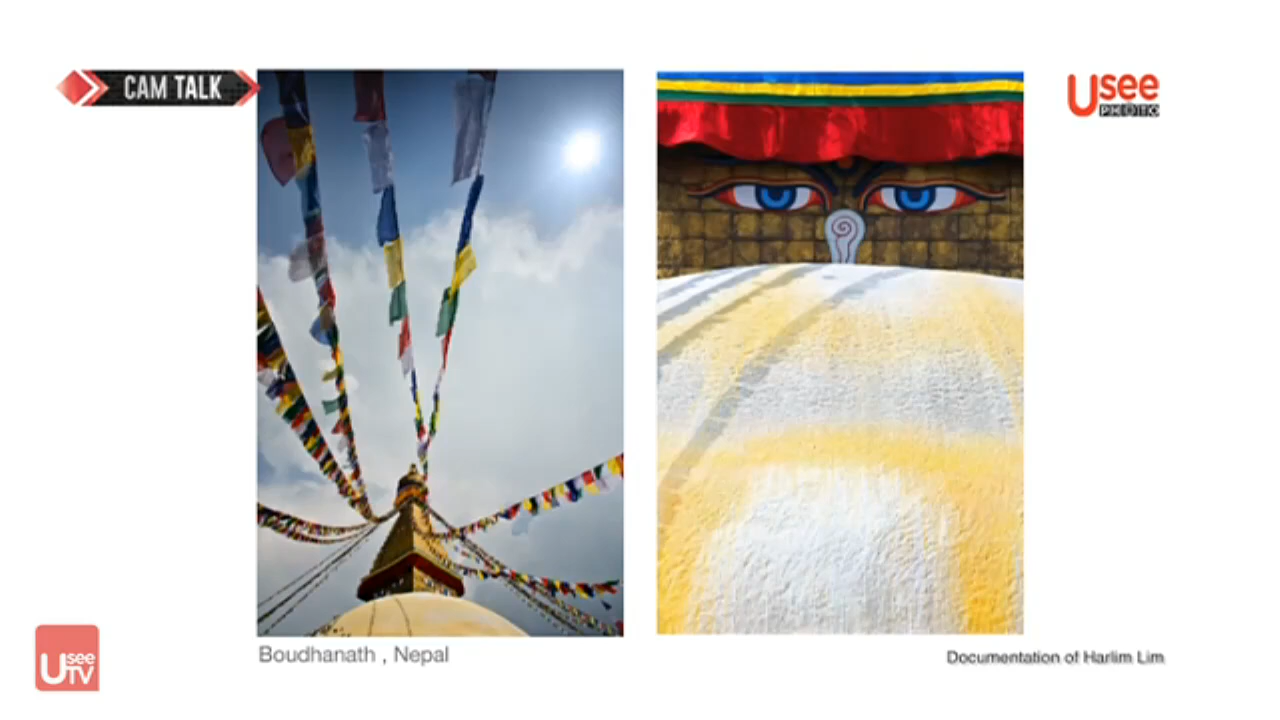 CAM TALK
Usee
PHOTO
Boudhanath , Nepal
Documentation of Harlim Lim
Usee
TV